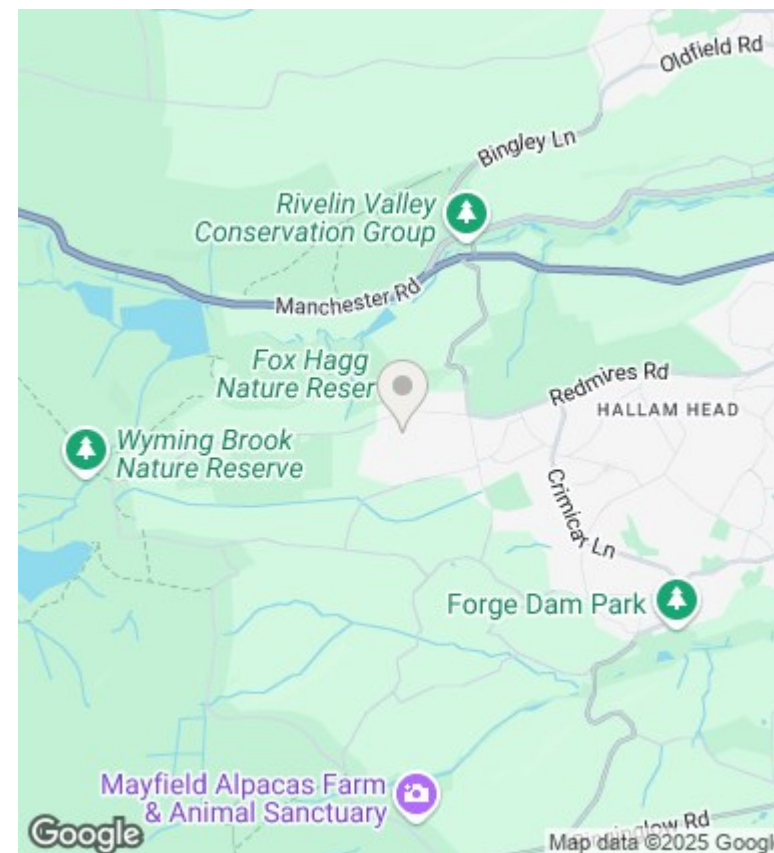 Oldfield Rd
Bingley Ln
Rivelin Valley
Conservation Group
Manchester Rd
Fox Hagg
Nature Reser
Redmires Rd
HALLAM HEAD
Wyming Brook
Nature Reserve
Crimicar Ln
Forge Dam Park
Mayfield Alpacas Farm
& Animal Sanctuary
Rd
Google
Map data ©2025 Googl